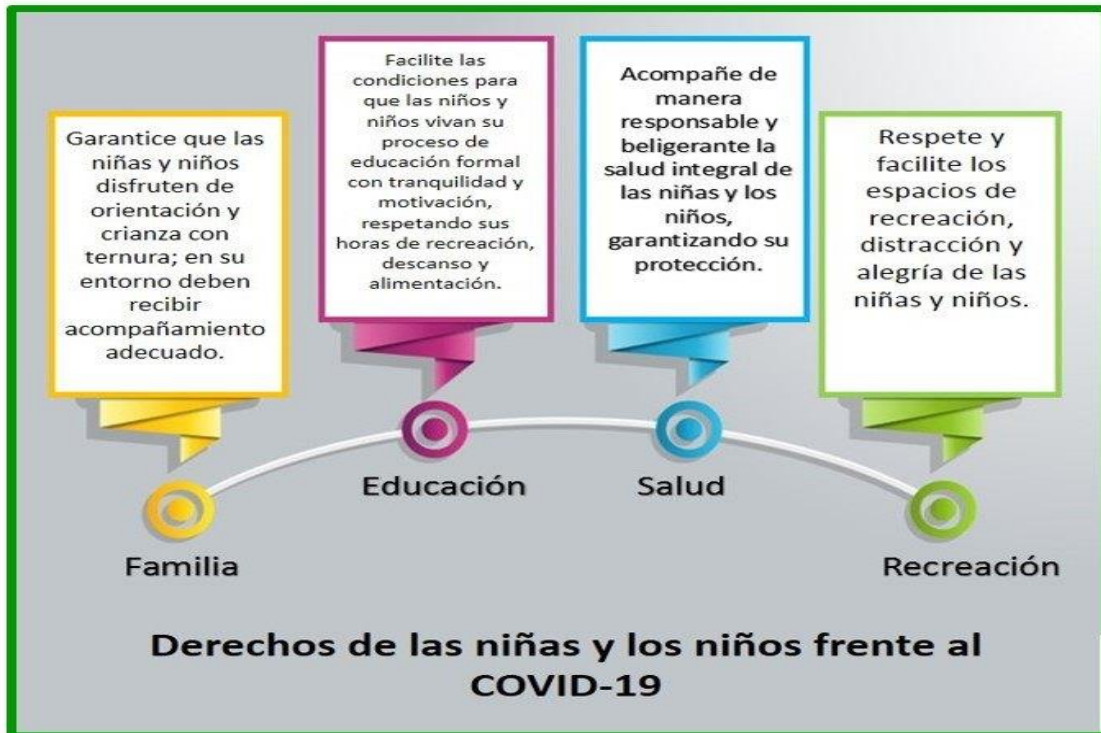 Garantice que las
niñas y niños
disfruten de
orientación y
crianza con
ternura; en su
entorno deben
recibir
acompañamiento
adecuado.
Facilite las
condiciones para
que las niños y
niños vivan su
proceso de
educación formal
con tranquilidad y
motivación,
respetando sus
horas de recreación,
descanso y
alimentación.
Acompañe de
manera
responsable y
beligerante la
salud integral de
las niñas y los
niños,
garantizando su
protección.
Respete y
facilite los
espacios de
recreación,
distracción y
alegría de las
niñas y niños.
Familia
Educación
Salud
Recreación
Derechos de las niñas y los niños frente al
COVID-19